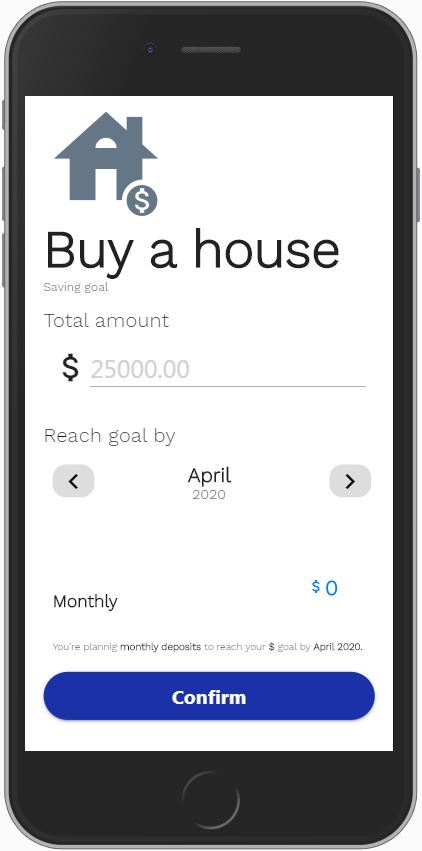 $
Buy a house
Saving goal
Total amount
$ 25000.00
Reach goal by
April
2020
Monthly
$ 0
You're plannig monthly deposits to reach your $ goal by April 2020.
Confirm